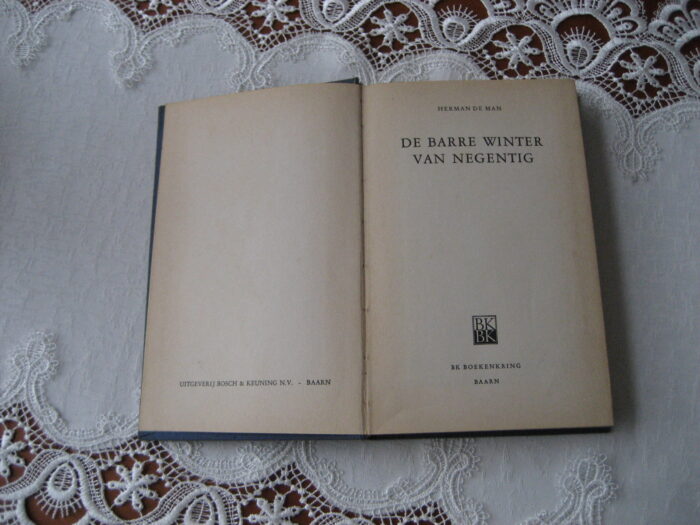 UITGEVERIJ BOSCH & KEUNING N.V. - BAARN
HERMAN DE MAN
DE BARRE WINTER
VAN NEGENTIG
BK
BK
BK BOEKENKRING
BAARN